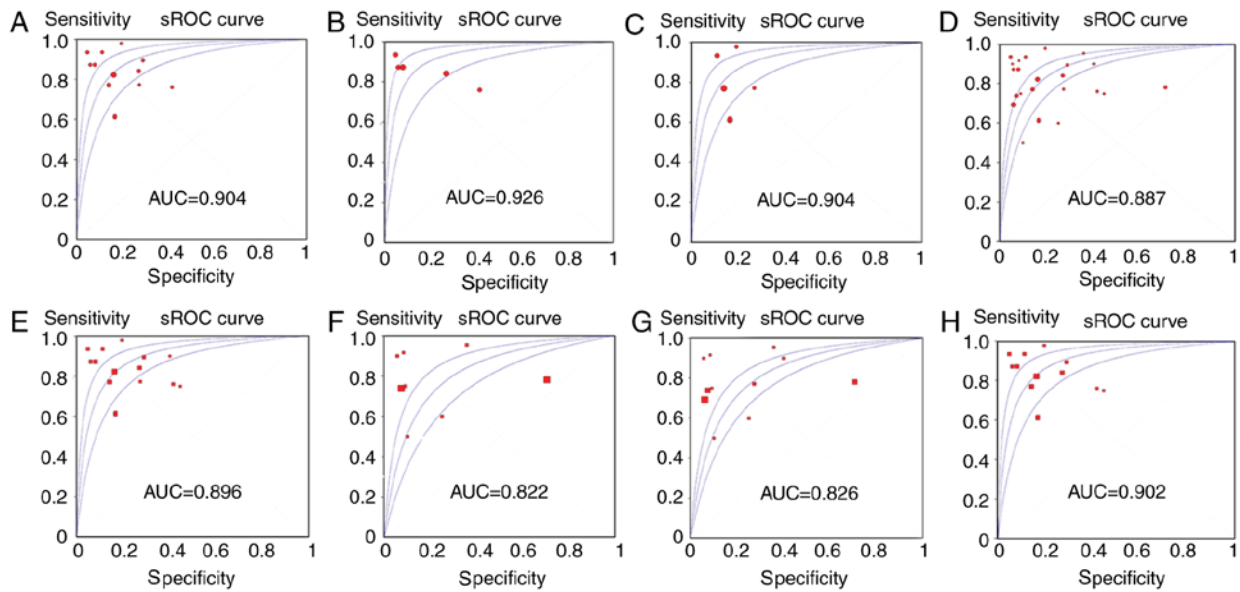 A Sensitivity sROC curve
1.0
0.8
0.6
0.4
0.2
0
AUC=0.904
0 0.2 0.4 0.6 0.8 1
Specificity
B Sensitivity sROC curve
1.0
0.8
0.6
0.4
0.2
0
AUC=0.926
0 0.2 0.4 0.6 0.8 1
Specificity
C Sensitivity sROC curve
1.0
0.8
0.6
0.4
0.2
0
AUC=0.904
0 0.2 0.4 0.6 0.8 1
Specificity
D Sensitivity sROC curve
1.0
0.8
0.6
0.4
0.2
0
AUC=0.887
0 0.2 0.4 0.6 0.8 1
Specificity
E Sensitivity sROC curve
1.0
0.8
0.6
0.4
0.2
0
AUC=0.896
0 0.2 0.4 0.6 0.8 1
Specificity
F Sensitivity sROC curve
1.0
0.8
0.6
0.4
0.2
0
AUC=0.822
0 0.2 0.4 0.6 0.8 1
Specificity
G Sensitivity sROC curve
1.0
0.8
0.6
0.4
0.2
0
AUC=0.826
0 0.2 0.4 0.6 0.8 1
Specificity
H Sensitivity sROC curve
1.0
0.8
0.6
0.4
0.2
0
AUC=0.902
0 0.2 0.4 0.6 0.8 1
Specificity